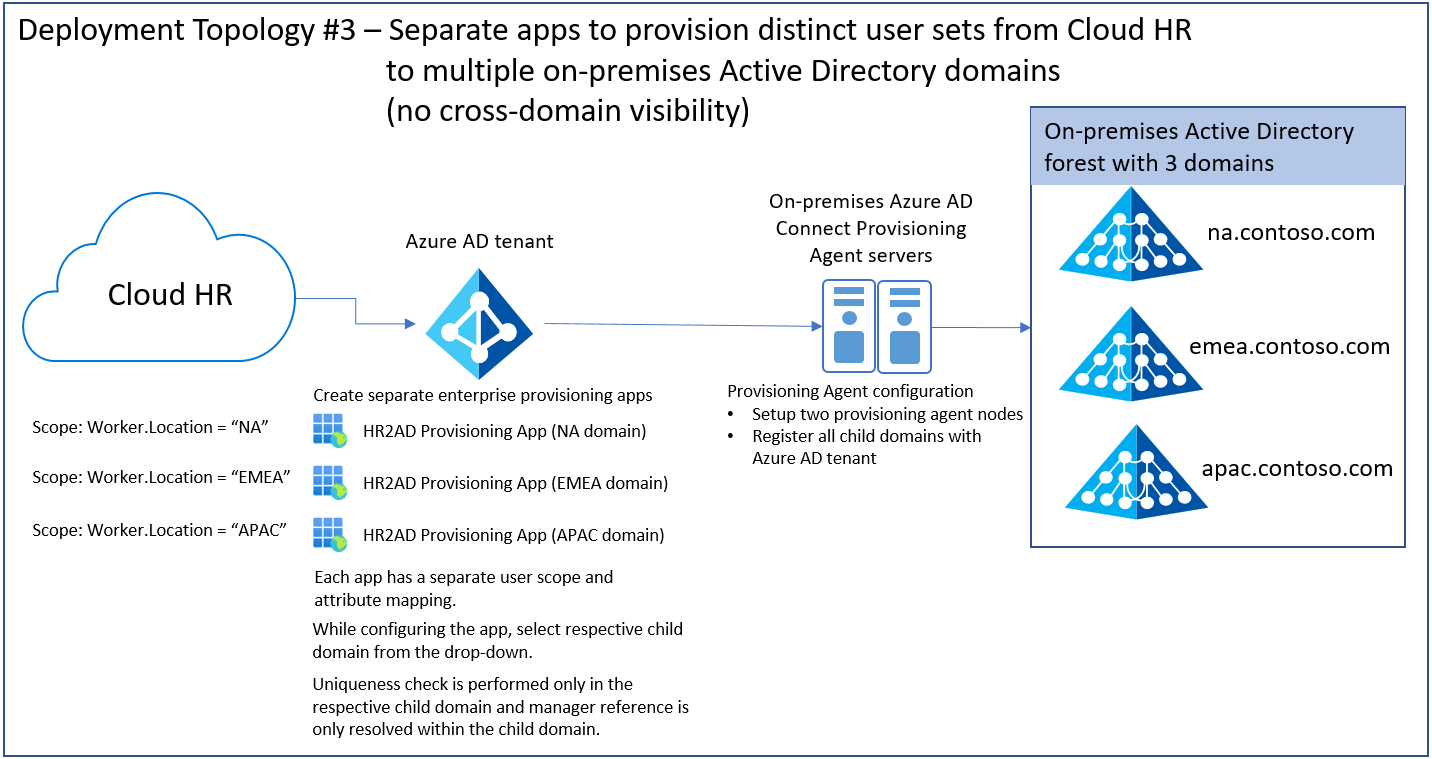 Deployment Topology #3 – Separate apps to provision distinct user sets from Cloud HR
to multiple on-premises Active Directory domains
(no cross-domain visibility)
Cloud HR
Azure AD tenant
On-premises Azure AD
Connect Provisioning
Agent servers
On-premises Active Directory
forest with 3 domains
na.contoso.com
emea.contoso.com
apac.contoso.com
Create separate enterprise provisioning apps
Scope: Worker.Location = “NA”
HR2AD Provisioning App (NA domain)
Scope: Worker.Location = “EMEA”
HR2AD Provisioning App (EMEA domain)
Scope: Worker.Location = “APAC”
HR2AD Provisioning App (APAC domain)
Each app has a separate user scope and
attribute mapping.
While configuring the app, select respective child
domain from the drop-down.
Uniqueness check is performed only in the
respective child domain and manager reference is
only resolved within the child domain.
Provisioning Agent configuration
• Setup two provisioning agent nodes
• Register all child domains with
Azure AD tenant